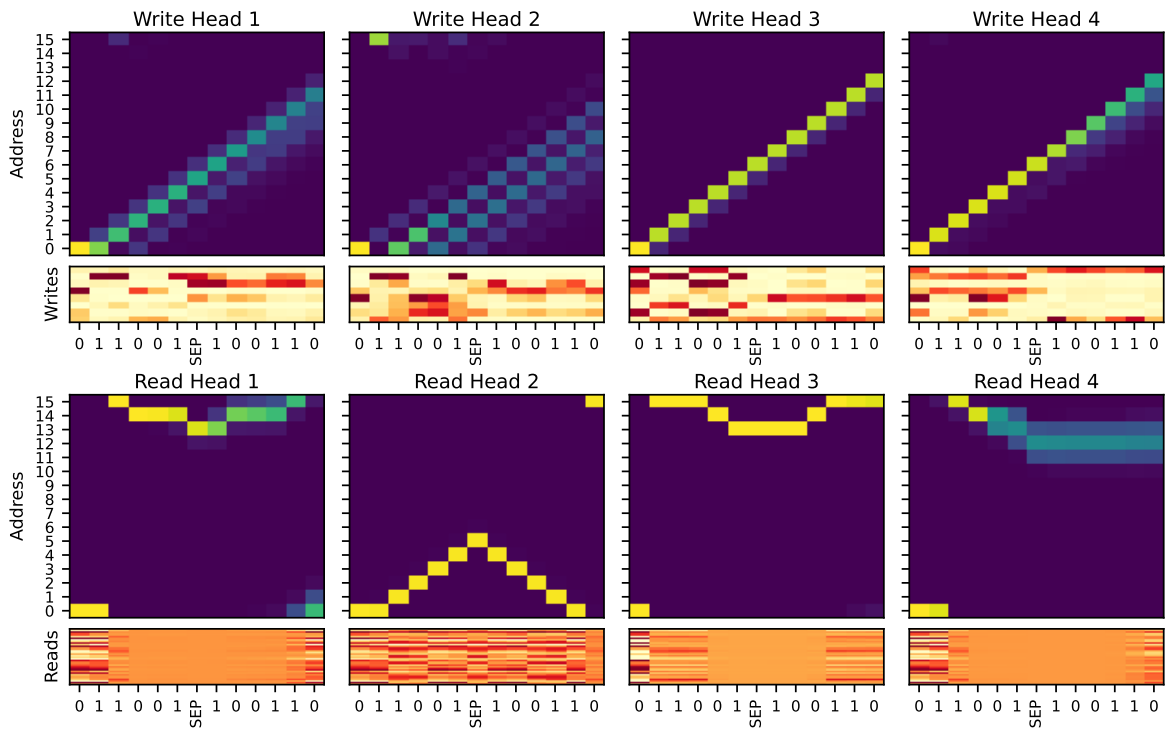 Write Head 1 Write Head 2 Write Head 3 Write Head 4
Address
15
14
13
12
11
10
9
8
7
6
5
4
3
2
1
0
Writes
0 1 1 0 0 1 SEP 1 0 0 1 1 0
0 1 1 0 0 1 SEP 1 0 0 1 1 0
0 1 1 0 0 1 SEP 1 0 0 1 1 0
0 1 1 0 0 1 SEP 1 0 0 1 1 0
Read Head 1 Read Head 2 Read Head 3 Read Head 4
Address
15
14
13
12
11
10
9
8
7
6
5
4
3
2
1
0
Reads
0 1 1 0 0 1 SEP 1 0 0 1 1 0
0 1 1 0 0 1 SEP 1 0 0 1 1 0
0 1 1 0 0 1 SEP 1 0 0 1 1 0
0 1 1 0 0 1 SEP 1 0 0 1 1 0